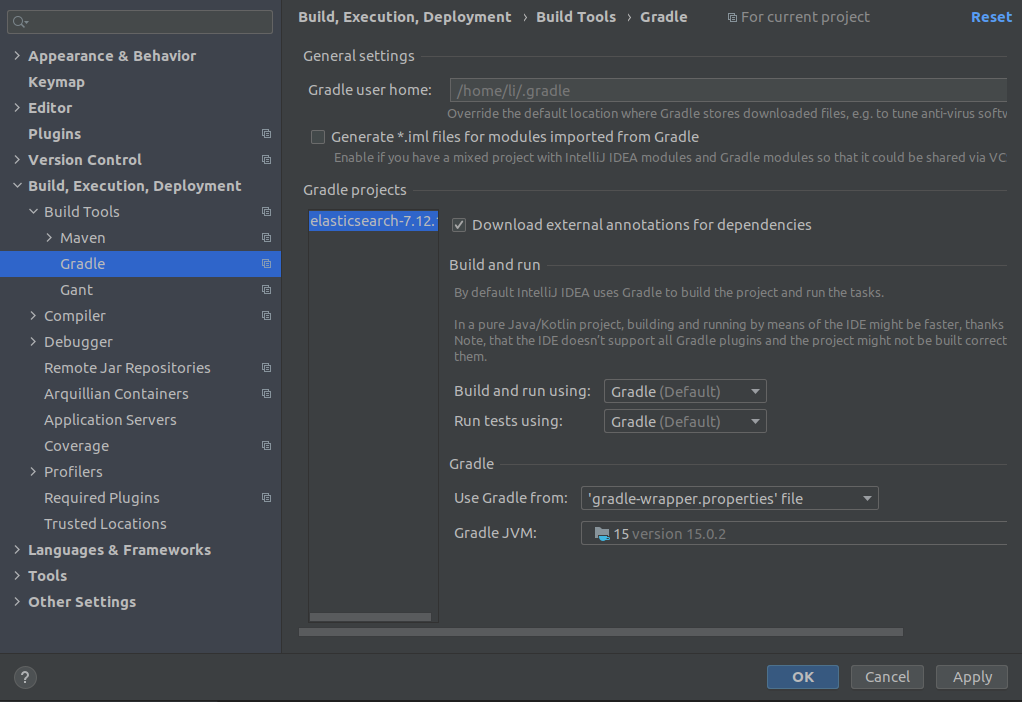 Appearance & Behavior
Keymap
Editor
Plugins
Version Control
Build, Execution, Deployment
Build Tools
Maven
Gradle
Gant
Compiler
Debugger
Remote Jar Repositories
Arquillian Containers
Application Servers
Coverage
Profilers
Required Plugins
Trusted Locations
Languages & Frameworks
Tools
Other Settings
Build, Execution, Deployment › Build Tools › Gradle For current project Reset
General settings
Gradle user home: /home/li/.gradle
Override the default location where Gradle stores downloaded files, e.g. to tune anti-virus softw
Generate *.iml files for modules imported from Gradle
Enable if you have a mixed project with IntelliJ IDEA modules and Gradle modules so that it could be shared via VC
Gradle projects
elasticsearch-7.12.1
Download external annotations for dependencies
Build and run
By default IntelliJ IDEA uses Gradle to build the project and run the tasks.
In a pure Java/Kotlin project, building and running by means of the IDE might be faster, thanks
Note, that the IDE doesn't support all Gradle plugins and the project might not be built correct
them.
Build and run using: Gradle (Default)
Run tests using: Gradle (Default)
Gradle
Use Gradle from: 'gradle-wrapper.properties' file
Gradle JVM: 15 version 15.0.2
? OK Cancel Apply